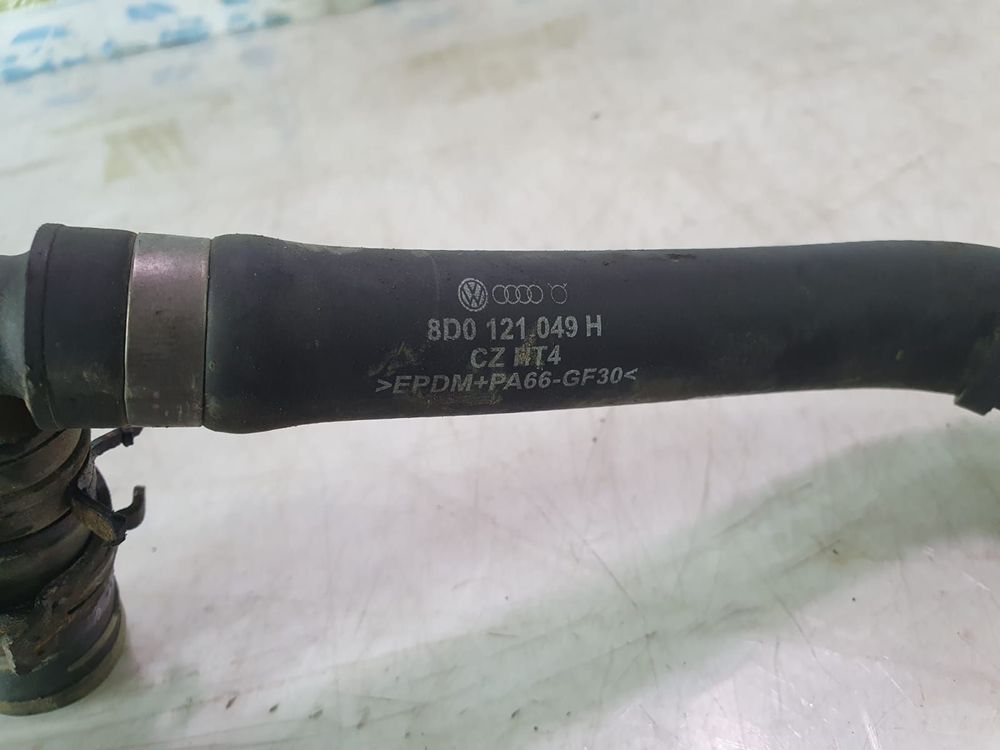 8D0 121 049 H
CZ MT4
>EPDM+PA66-GF30<